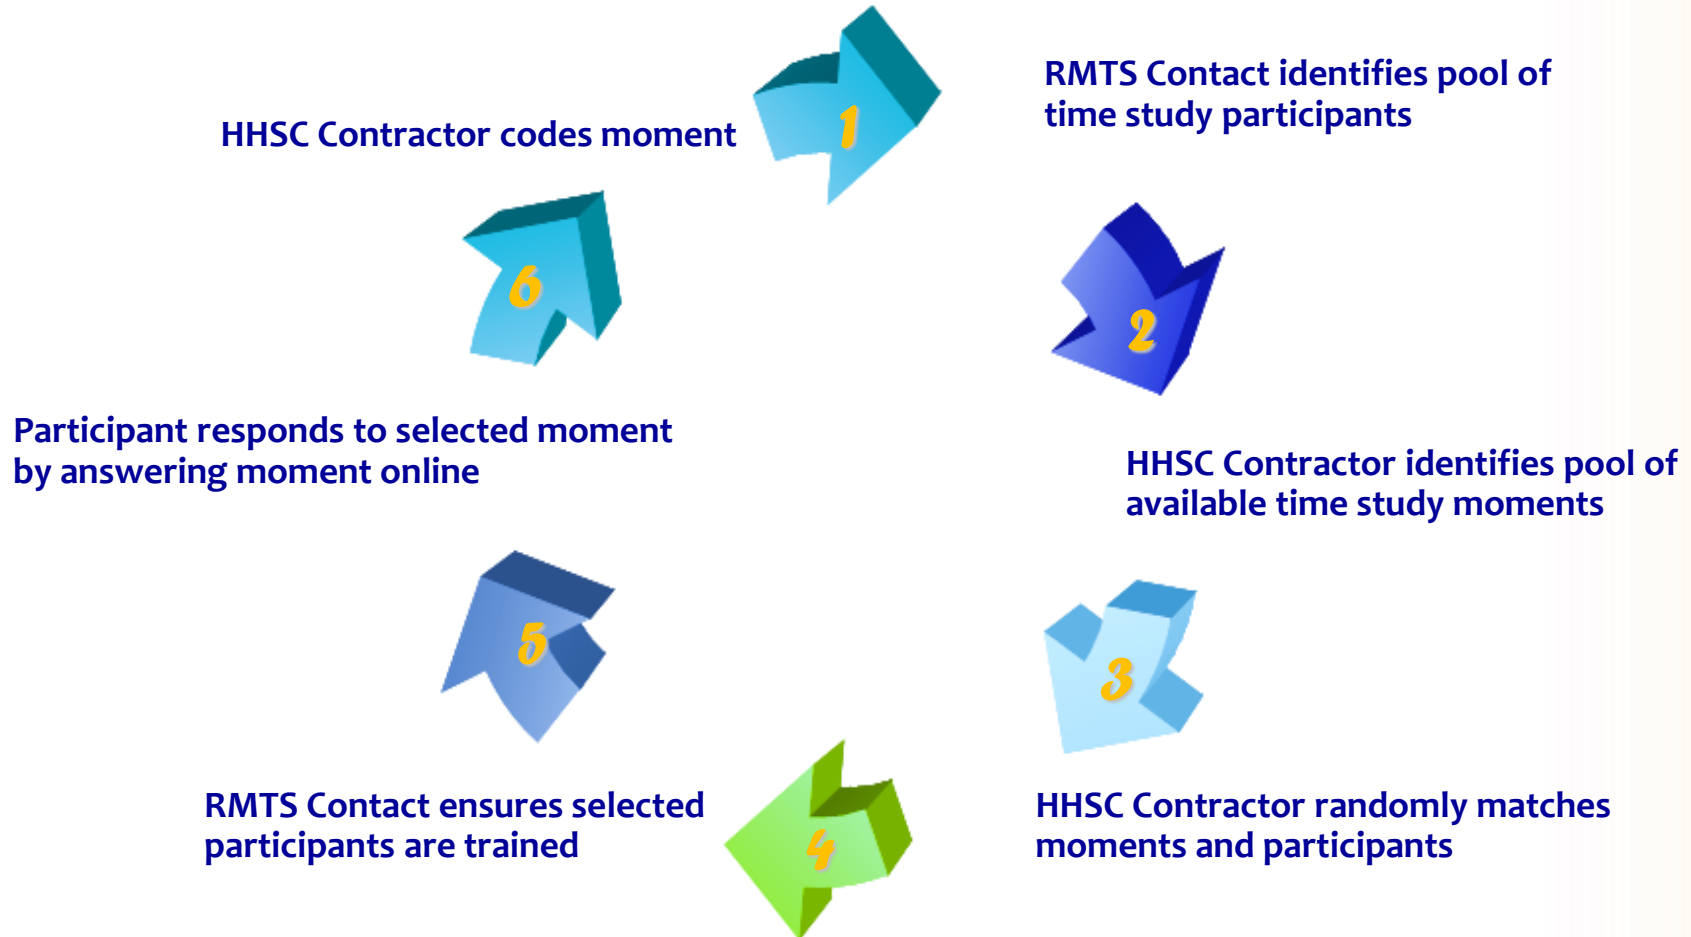 1
RMTS Contact identifies pool of
time study participants
2
HHSC Contractor identifies pool of
available time study moments
3
HHSC Contractor randomly matches
moments and participants
4
RMTS Contact ensures selected
participants are trained
5
Participant responds to selected moment
by answering moment online
6
HHSC Contractor codes moment